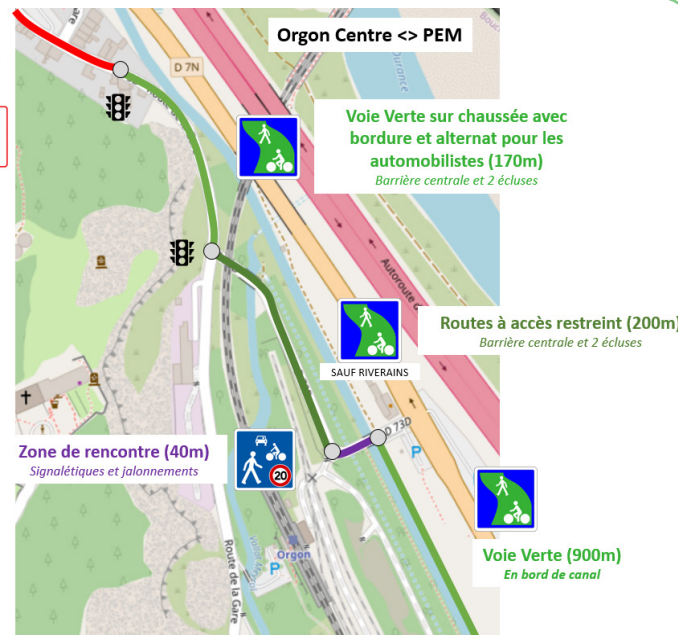 Orgon Centre <> PEM
D 7N
Durance
Voie Verte sur chaussée avec
bordure et alternat pour les
automobilistes (170m)
Barrière centrale et 2 écluses
Autoroute
Routes à accès restreint (200m)
Barrière centrale et 2 écluses
SAUF RIVERAINS
D 73D
P
Zone de rencontre (40m)
Signalétiques et jalonnements
20
Voie Verte (900m)
En bord de canal
Orgon
P
Route de la Gare